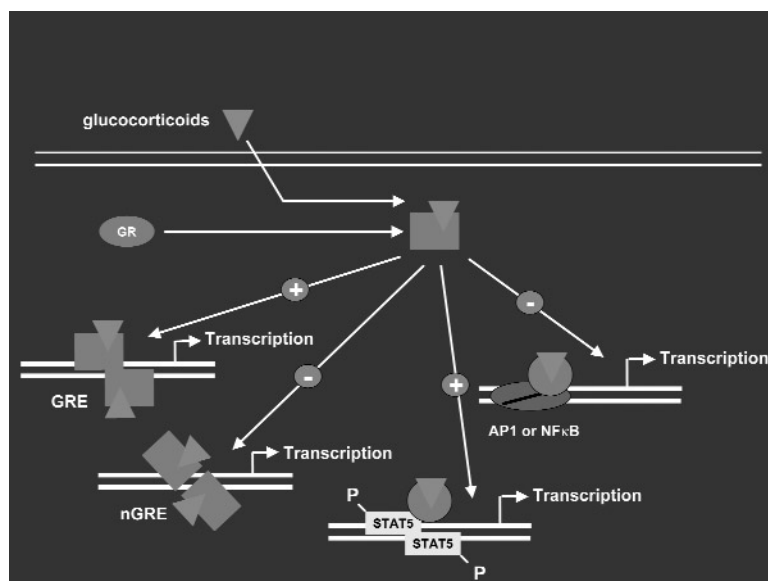 glucocorticoids
GR
+
-
Transcription
-
Transcription
GRE
+
AP1 or NFκB
Transcription
nGRE
P
Transcription
STAT5
STAT5
P